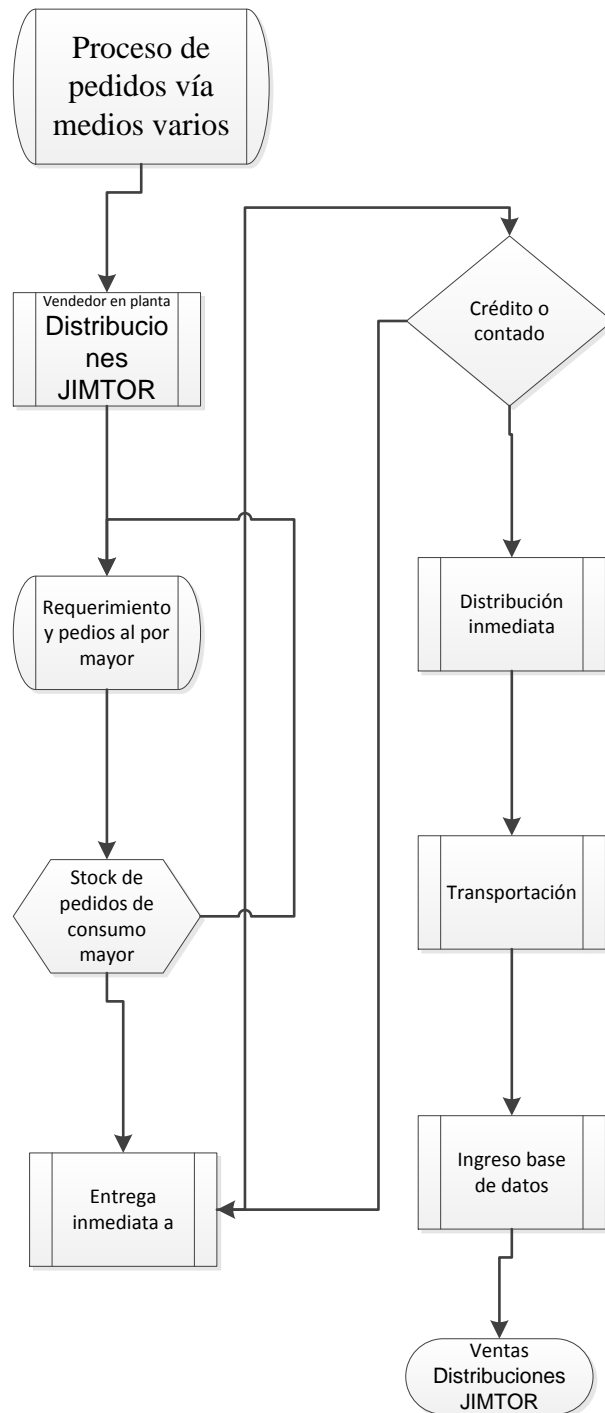 Proceso de
pedidos vía
medios varios
Vendedor en planta
Distribucio
nes
JIMTOR
Requerimiento
y pedios al por
mayor
Stock de
pedidos de
consumo
mayor
Entrega
inmediata a
Crédito o
contado
Distribución
inmediata
Transportación
Ingreso base
de datos
Ventas
Distribuciones
JIMTOR